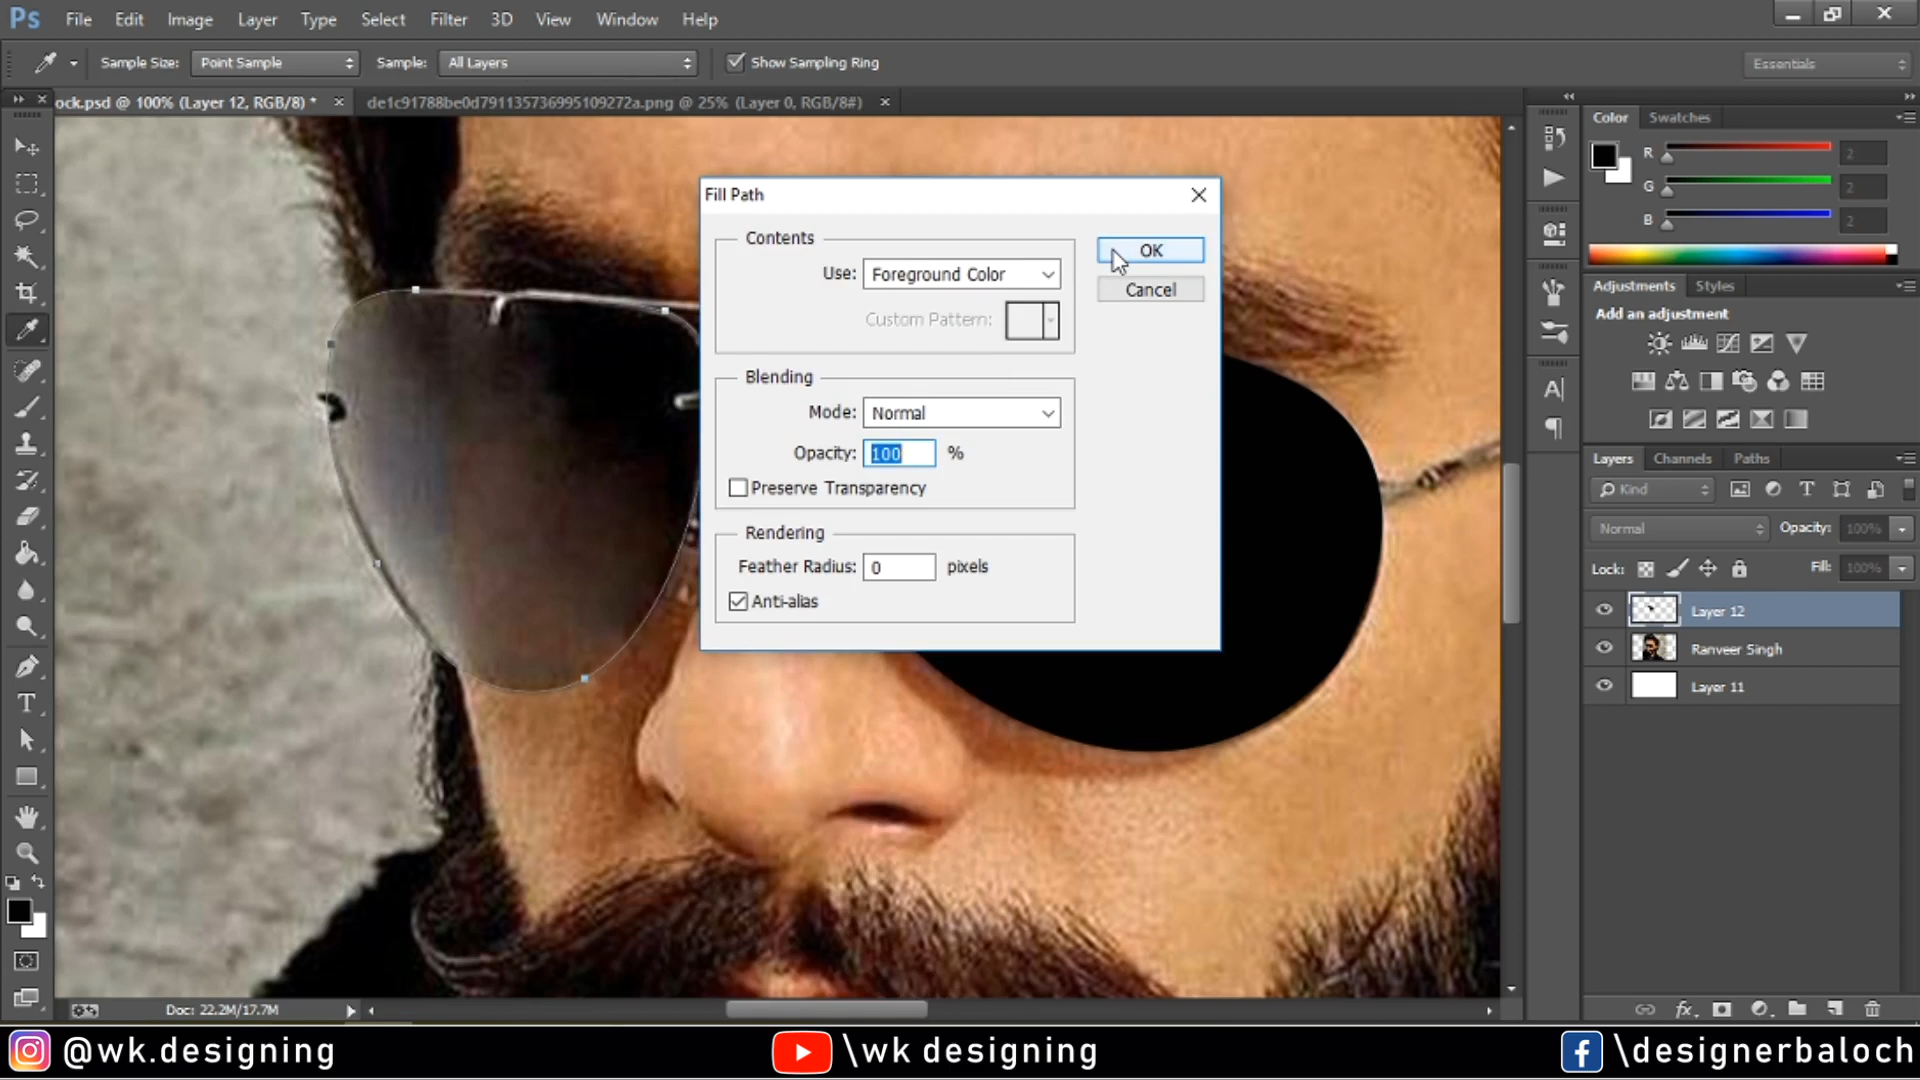 Ps File Edit Image Layer Type Select Filter 3D View Window Help
Sample Size: Point Sample Sample: All Layers Show Sampling Ring Essentials
ock.psd @ 100% (Layer 12, RGB/8) * de1c91788be0d791135736995109272a.png @ 25% (Layer 0, RGB/8#)
Fill Path
Contents
Use: Foreground Color
Custom Pattern:
OK
Cancel
Blending
Mode: Normal
Opacity: 100 %
Preserve Transparency
Rendering
Feather Radius: 0 pixels
Anti-alias
Color Swatches
R 2
G 2
B 2
Adjustments Styles
Add an adjustment
Layers Channels Paths
Kind
Normal Opacity: 100%
Lock: Fill: 100%
Layer 12
Ranveer Singh
Layer 11
Doc: 22.2M/17.7M
@wk.designing \wk designing \designerbaloch